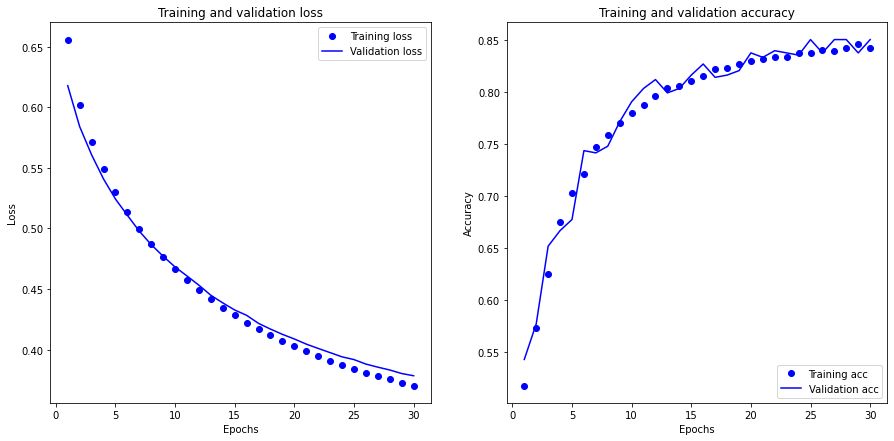 Training and validation loss
Training loss
Validation loss
0.65
0.60
0.55
0.50
0.45
0.40
Loss
0 5 10 15 20 25 30
Epochs
Training and validation accuracy
0.85
0.80
0.75
0.70
0.65
0.60
0.55
Accuracy
Training acc
Validation acc
0 5 10 15 20 25 30
Epochs